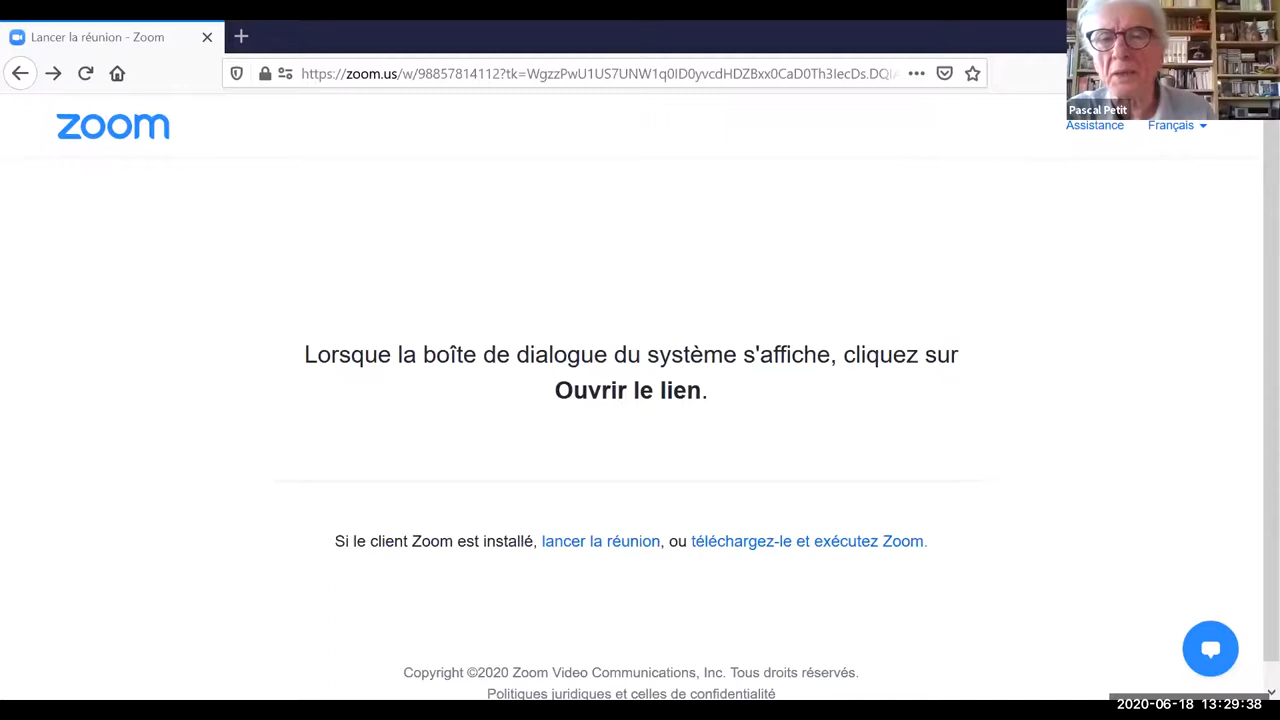 Lancer la réunion - Zoom
https://zoom.us/w/98857814112?tk=WgzzPwU1US7UNW1q0ID0yvcdHDZBxx0CaD0Th3IecDs.DQI
Pascal Petit
zoom
Assistance Français
Lorsque la boîte de dialogue du système s'affiche, cliquez sur
Ouvrir le lien.
Si le client Zoom est installé, lancer la réunion, ou téléchargez-le et exécutez Zoom.
Copyright ©2020 Zoom Video Communications, Inc. Tous droits réservés.
Politiques juridiques et celles de confidentialité
2020-06-18 13:29:38